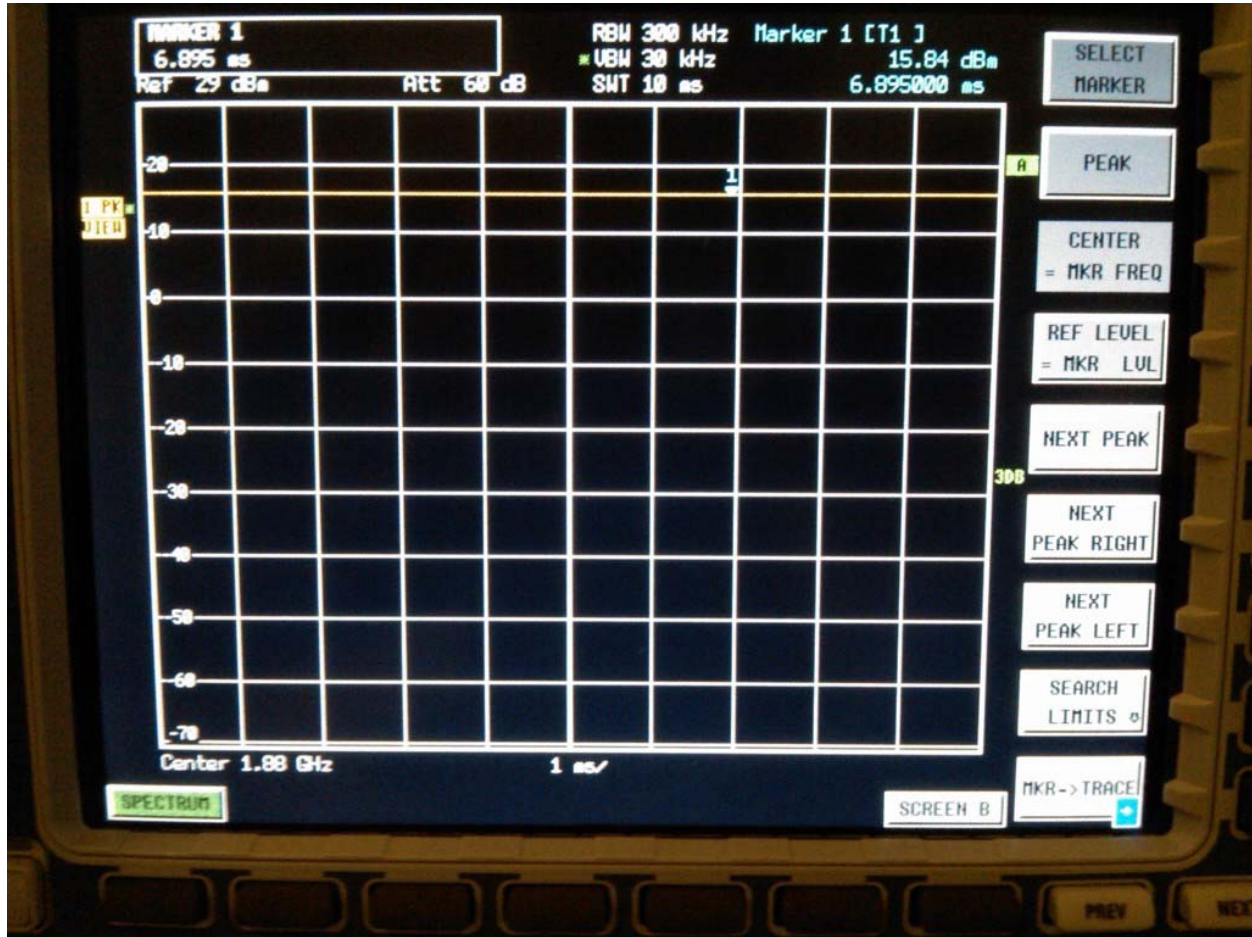 MARKER 1
6.895 ms
RBW 300 kHz
VBW 30 kHz
SWT 10 ms
Marker 1 [T1 ]
15.84 dBm
6.895000 ms
Ref 29 dBm
Att 60 dB
20
10
0
-10
-20
-30
-40
-50
-60
-70
1
1 PK
VIEW
A
3DB
Center 1.88 GHz
1 ms/
SPECTRUM
SCREEN B
SELECT
MARKER
PEAK
CENTER
= MKR FREQ
REF LEVEL
= MKR LVL
NEXT PEAK
NEXT
PEAK RIGHT
NEXT
PEAK LEFT
SEARCH
LIMITS
MKR->TRACE
PREV